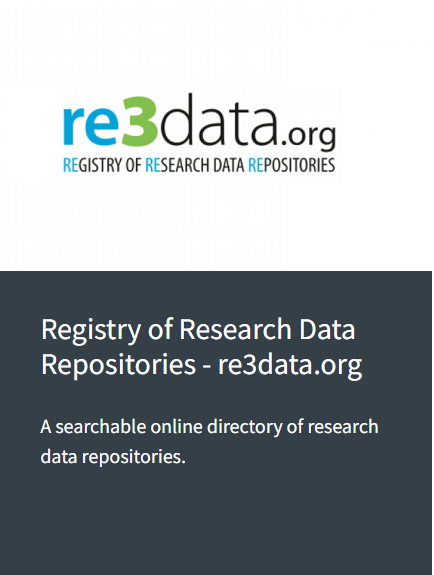 re3data.org
REGISTRY OF RESEARCH DATA REPOSITORIES
Registry of Research Data
Repositories - re3data.org
A searchable online directory of research
data repositories.